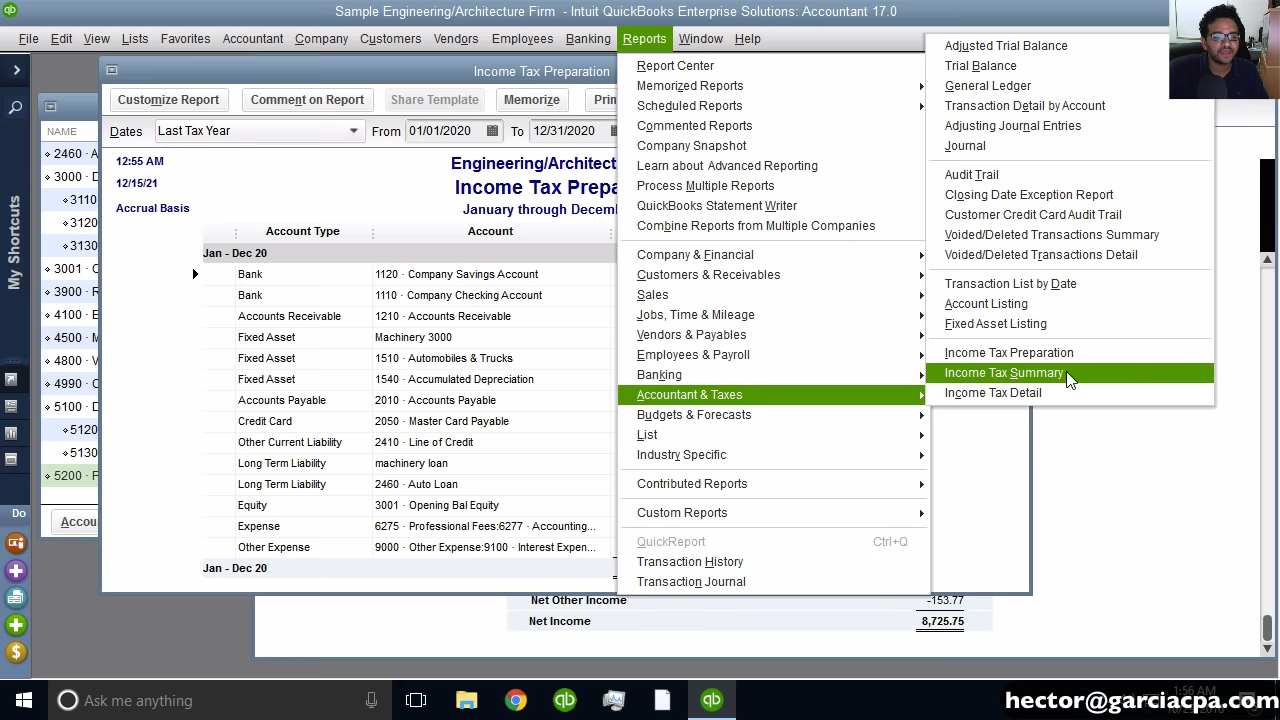 Sample Engineering/Architecture Firm - Intuit QuickBooks Enterprise Solutions: Accountant 17.0
File Edit View Lists Favorites Accountant Company Customers Vendors Employees Banking Reports Window Help
Income Tax Preparation
Customize Report Comment on Report Share Template Memorize Prin
Dates Last Tax Year From 01/01/2020 To 12/31/2020
12:55 AM
12/15/21
Accrual Basis
Engineering/Architect
Income Tax Prepa
January through Decem
Account Type Account
Jan - Dec 20
Bank 1120 · Company Savings Account
Bank 1110 · Company Checking Account
Accounts Receivable 1210 · Accounts Receivable
Fixed Asset Machinery 3000
Fixed Asset 1510 · Automobiles & Trucks
Fixed Asset 1540 · Accumulated Depreciation
Accounts Payable 2010 · Accounts Payable
Credit Card 2050 · Master Card Payable
Other Current Liability 2410 · Line of Credit
Long Term Liability machinery loan
Long Term Liability 2460 · Auto Loan
Equity 3001 · Opening Bal Equity
Expense 6275 · Professional Fees:6277 · Accounting...
Other Expense 9000 · Other Expense:9100 · Interest Expen...
Jan - Dec 20
My Shortcuts
Do
NAME
2460 · A
3000 · D
3110
3120
3130
3001 · C
3900 · R
4100 · E
4500 · M
4800 · V
4990 · C
5100 · D
5120
5130
5200 · F
Accou
Report Center
Memorized Reports
Scheduled Reports
Commented Reports
Company Snapshot
Learn about Advanced Reporting
Process Multiple Reports
QuickBooks Statement Writer
Combine Reports from Multiple Companies
Company & Financial
Customers & Receivables
Sales
Jobs, Time & Mileage
Vendors & Payables
Employees & Payroll
Banking
Accountant & Taxes
Budgets & Forecasts
List
Industry Specific
Contributed Reports
Custom Reports
QuickReport Ctrl+Q
Transaction History
Transaction Journal
Adjusted Trial Balance
Trial Balance
General Ledger
Transaction Detail by Account
Adjusting Journal Entries
Journal
Audit Trail
Closing Date Exception Report
Customer Credit Card Audit Trail
Voided/Deleted Transactions Summary
Voided/Deleted Transactions Detail
Transaction List by Date
Account Listing
Fixed Asset Listing
Income Tax Preparation
Income Tax Summary
Income Tax Detail
Net Other Income -153.77
Net Income 8,725.75
Ask me anything
1:56 AM
hector@garciacpa.com